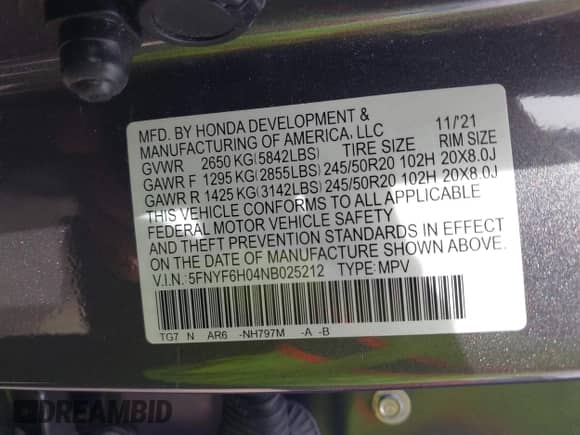 MFD. BY HONDA DEVELOPMENT &
MANUFACTURING OF AMERICA, LLC 11/'21
GVWR 2650 KG(5842LBS) TIRE SIZE RIM SIZE
GAWR F 1295 KG(2855LBS) 245/50R20 102H 20X8.0J
GAWR R 1425 KG(3142LBS) 245/50R20 102H 20X8.0J
THIS VEHICLE CONFORMS TO ALL APPLICABLE
FEDERAL MOTOR VEHICLE SAFETY
AND THEFT PREVENTION STANDARDS IN EFFECT
ON THE DATE OF MANUFACTURE SHOWN ABOVE.
V.I.N.: 5FNYF6H04NB025212 TYPE: MPV
TG7 N AR6 -NH797M -A -B
DREAMBID